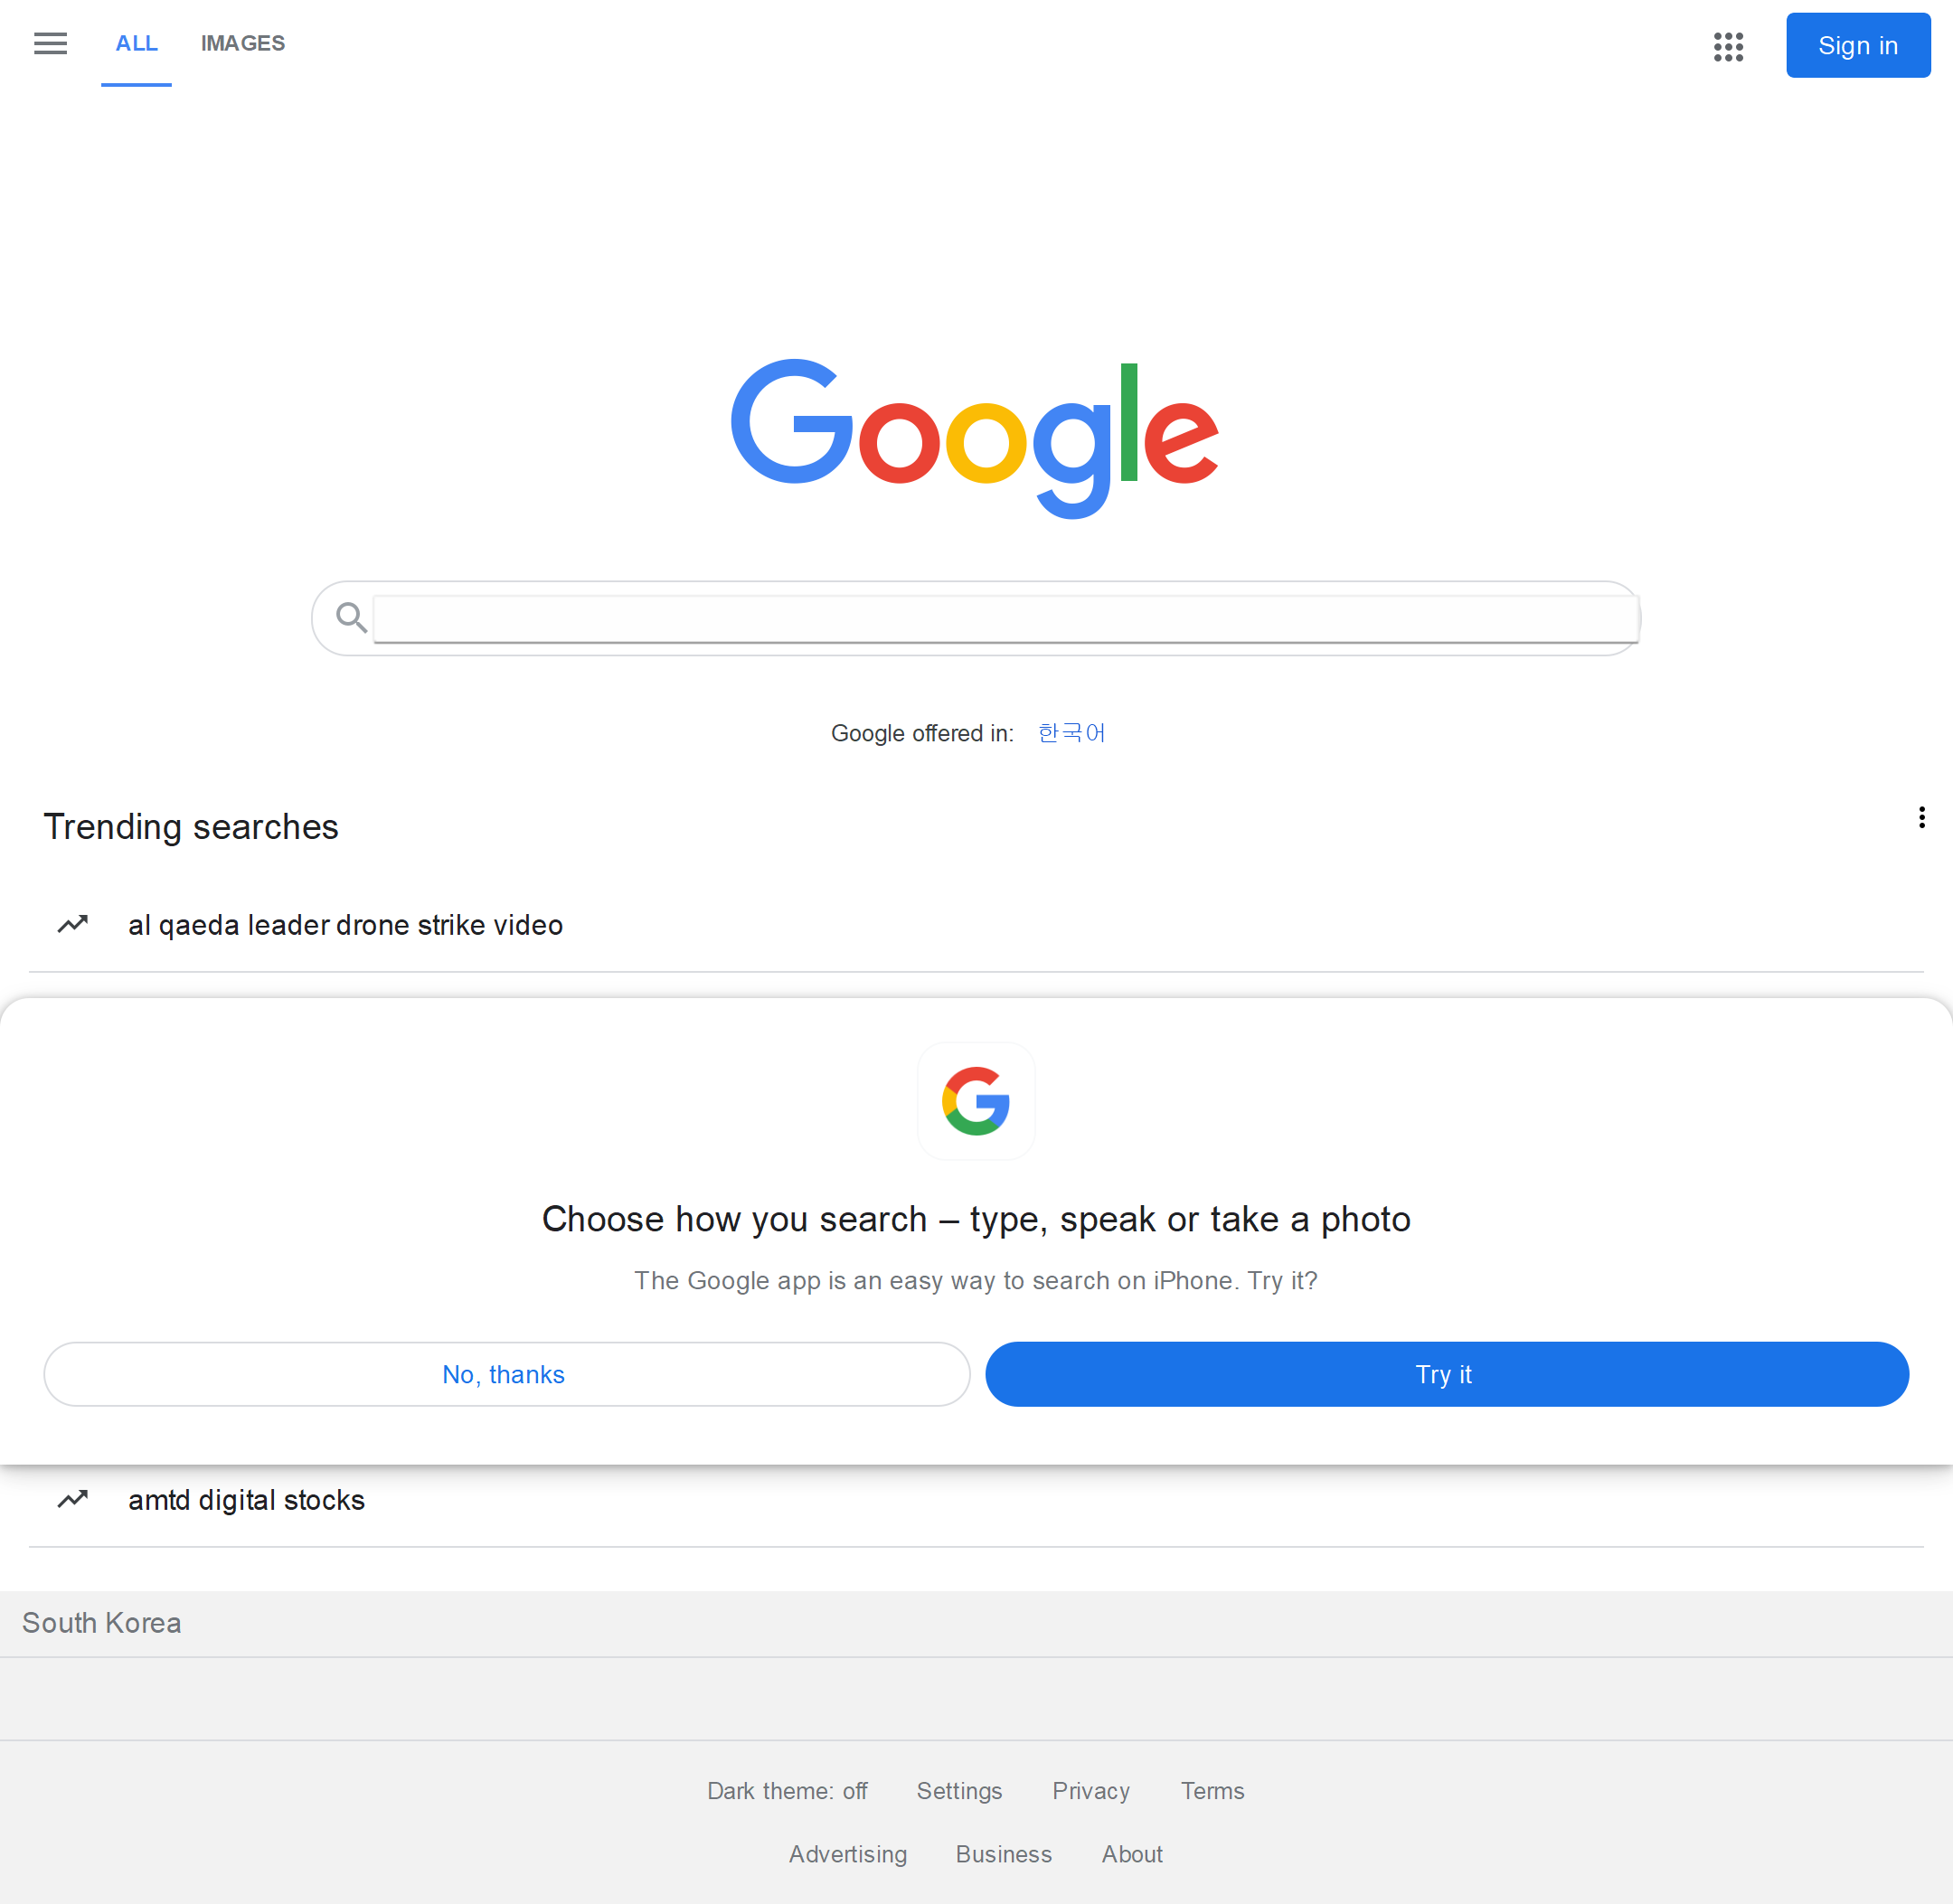 ALL IMAGES Sign in
Google
Google offered in: 한국어
Trending searches
al qaeda leader drone strike video
G
Choose how you search – type, speak or take a photo
The Google app is an easy way to search on iPhone. Try it?
No, thanks Try it
amtd digital stocks
South Korea
Dark theme: off Settings Privacy Terms
Advertising Business About